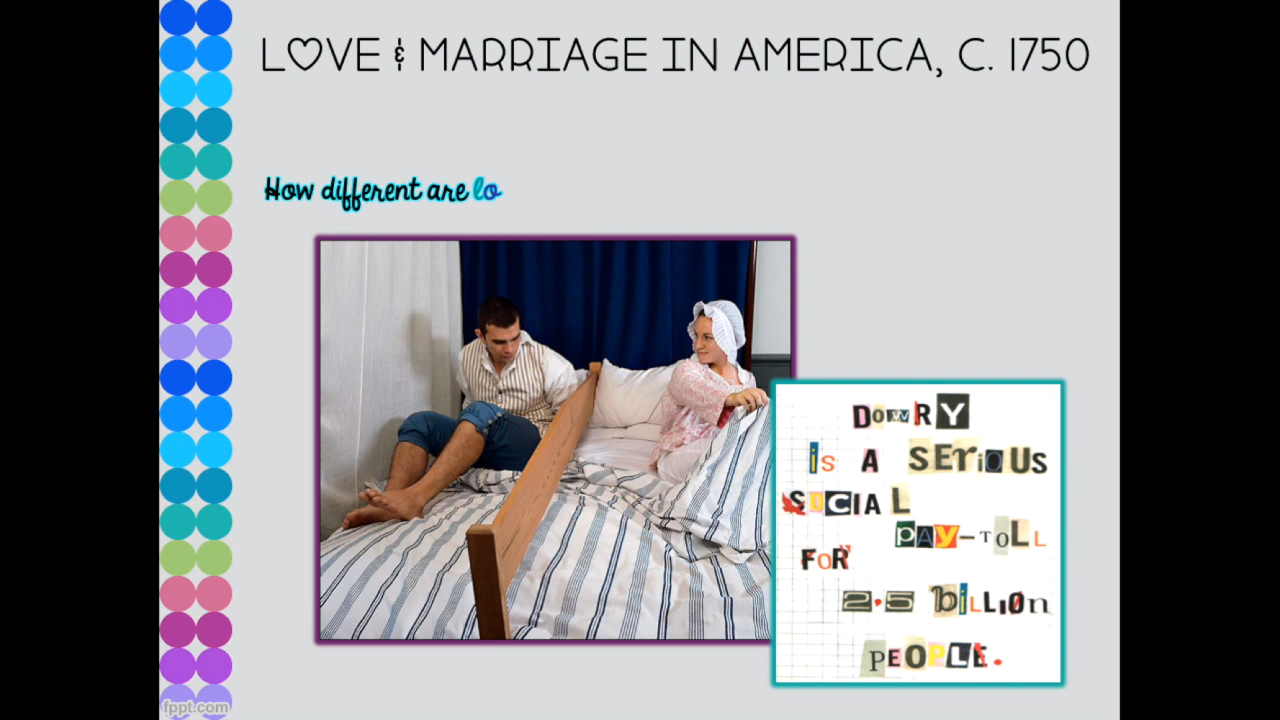 LOVE & MARRIAGE IN AMERICA, C. 1750
How different are lo
DOWRY
is A SERiOUS
SOCIAL
PAY-TOLL
FOR
2.5 BiLLION
PEOPLE.
fppt.com